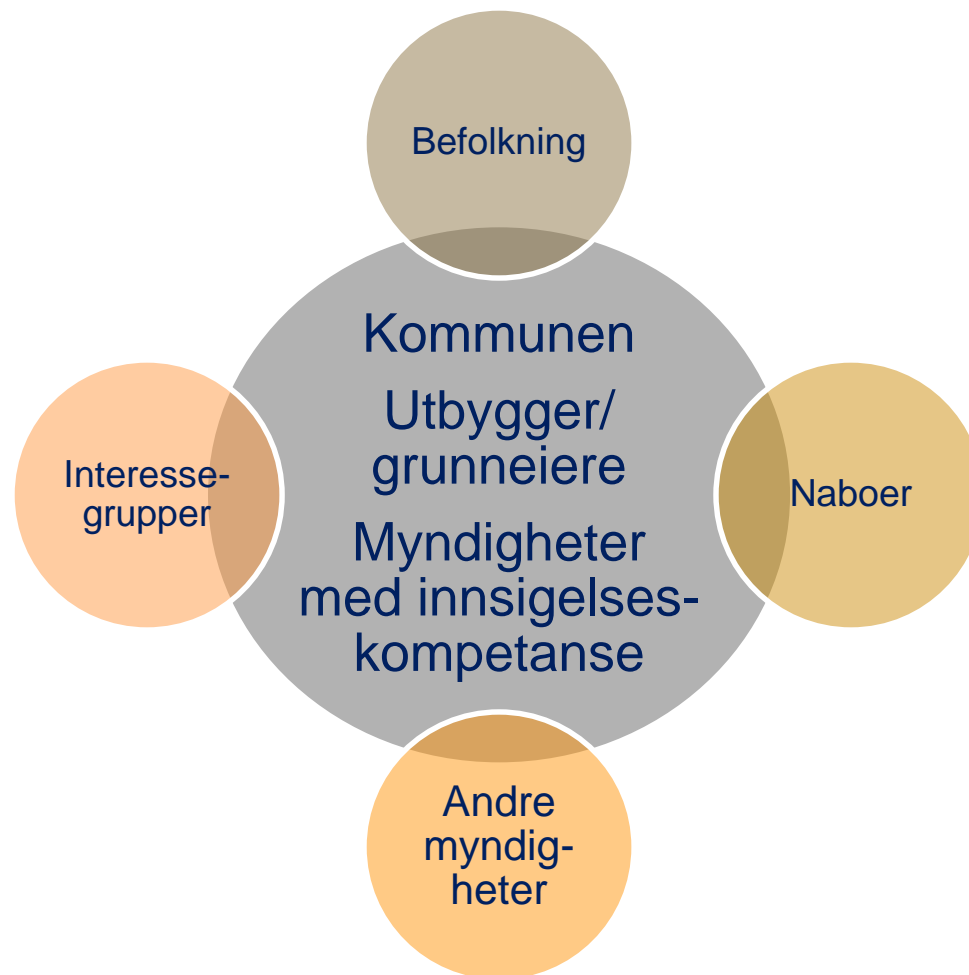 Befolkning
Kommunen
Utbygger/
grunneiere
Myndigheter
med innsigelses-
kompetanse
Interesse-
grupper
Naboer
Andre
myndig-
heter